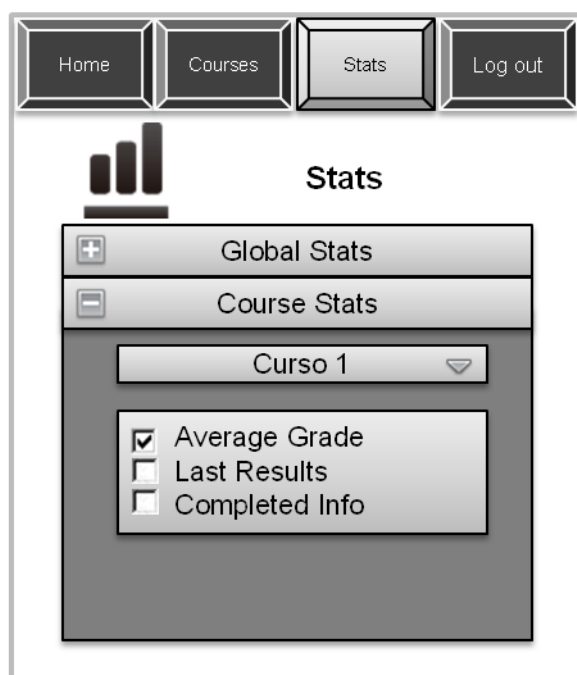 Home Courses Stats Log out
Stats
Global Stats
Course Stats
Curso 1
Average Grade
Last Results
Completed Info